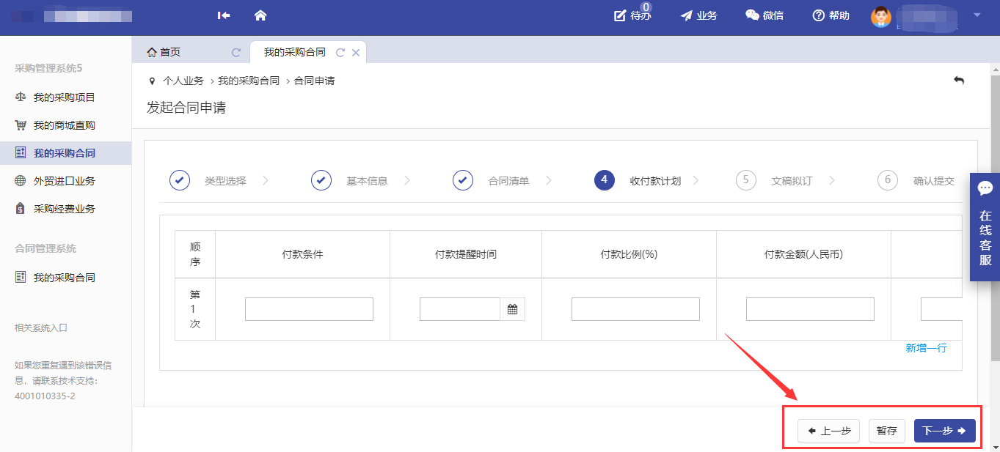 待办
0
业务
微信
帮助
首页
我的采购合同
采购管理系统5
我的采购项目
我的商城直购
我的采购合同
外贸进口业务
采购经费业务
合同管理系统
我的采购合同
相关系统入口
如果您重复遇到该错误信
息，请联系技术支持：
4001010335-2
个人业务 › 我的采购合同 › 合同申请
发起合同申请
类型选择
基本信息
合同清单
4 收付款计划
5 文稿拟订
6 确认提交
顺序 付款条件 付款提醒时间 付款比例(%) 付款金额(人民币)
第1次
新增一行
上一步 暂存 下一步
在线客服